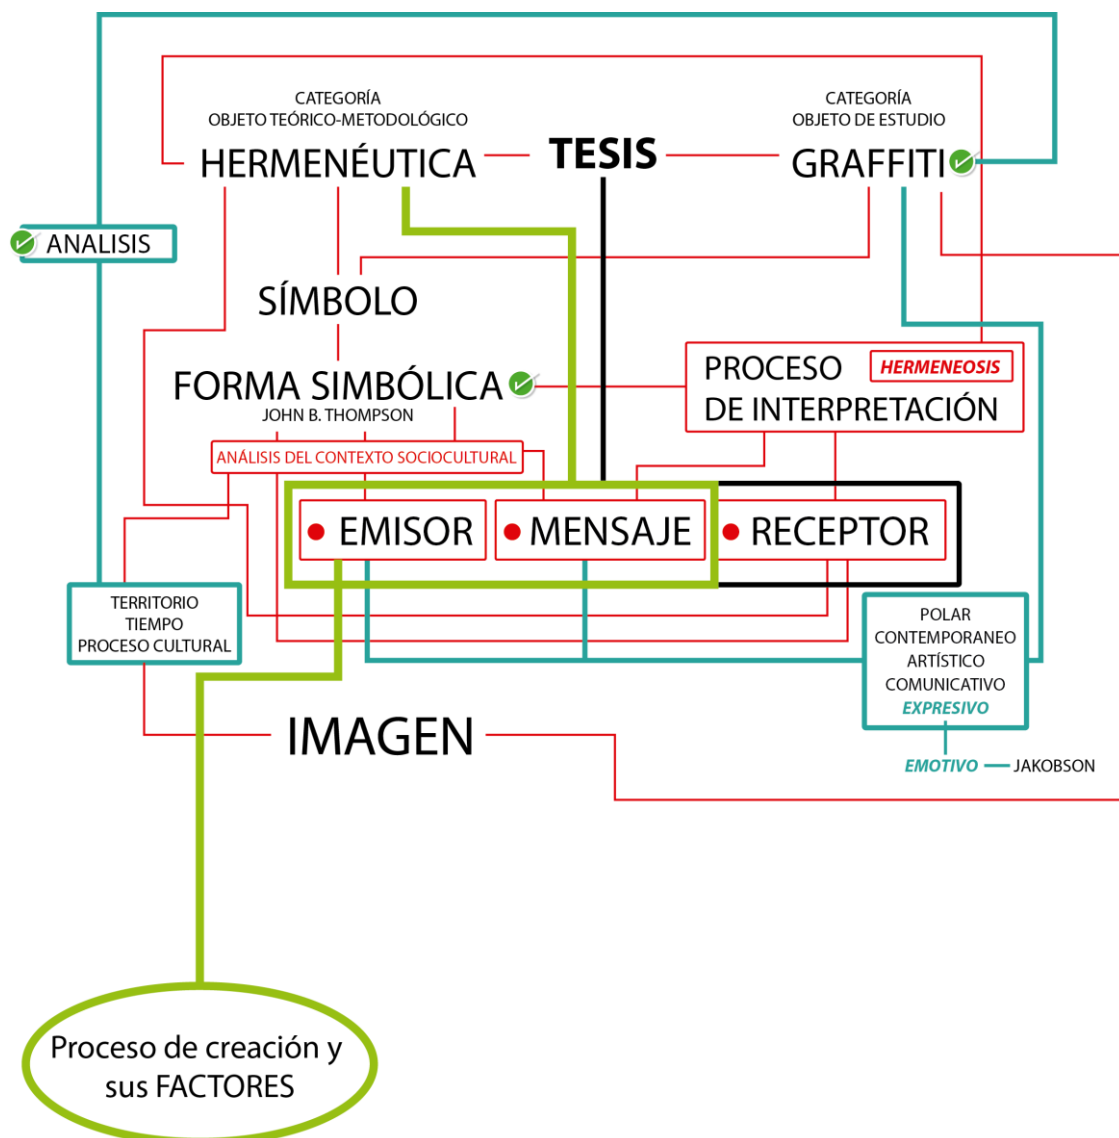 CATEGORÍA
OBJETO TEÓRICO-METODOLÓGICO
HERMENÉUTICA
TESIS
CATEGORÍA
OBJETO DE ESTUDIO
GRAFFITI
ANALISIS
SÍMBOLO
FORMA SIMBÓLICA
JOHN B. THOMPSON
PROCESO
HERMENEOSIS
DE INTERPRETACIÓN
ANÁLISIS DEL CONTEXTO SOCIOCULTURAL
EMISOR
MENSAJE
RECEPTOR
TERRITORIO
TIEMPO
PROCESO CULTURAL
POLAR
CONTEMPORANEO
ARTÍSTICO
COMUNICATIVO
EXPRESIVO
IMAGEN
EMOTIVO
JAKOBSON
Proceso de creación y
sus FACTORES